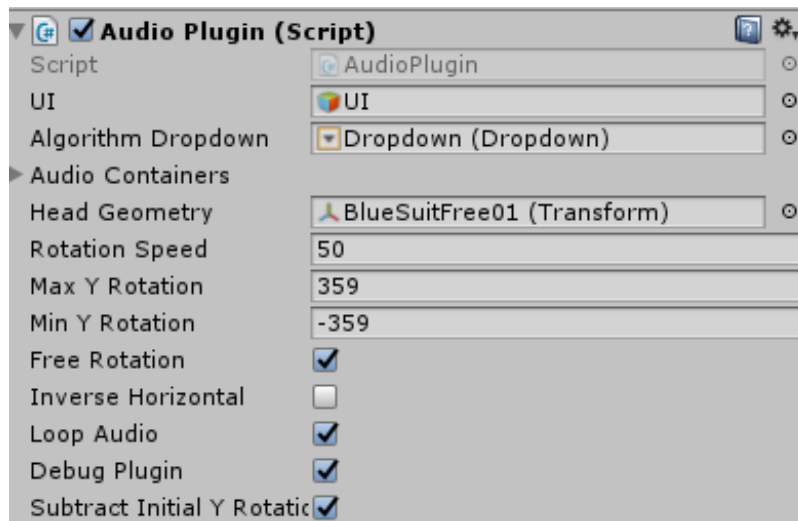 Audio Plugin (Script)
Script AudioPlugin
UI UI
Algorithm Dropdown Dropdown (Dropdown)
Audio Containers
Head Geometry BlueSuitFree01 (Transform)
Rotation Speed 50
Max Y Rotation 359
Min Y Rotation -359
Free Rotation
Inverse Horizontal
Loop Audio
Debug Plugin
Subtract Initial Y Rotatic